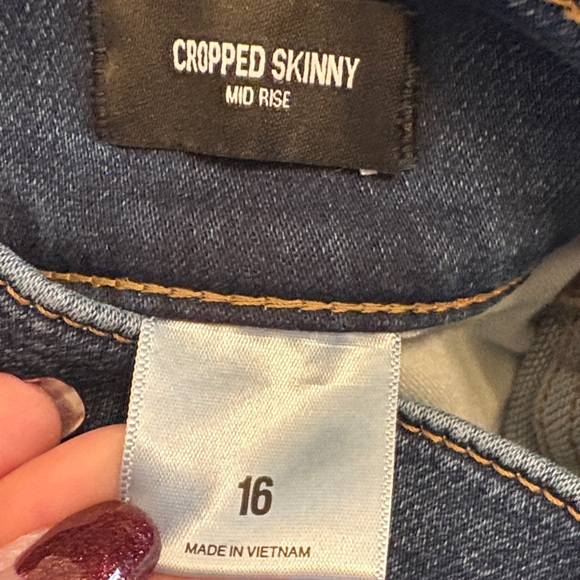 CROPPED SKINNY
MID RISE
16
MADE IN VIETNAM